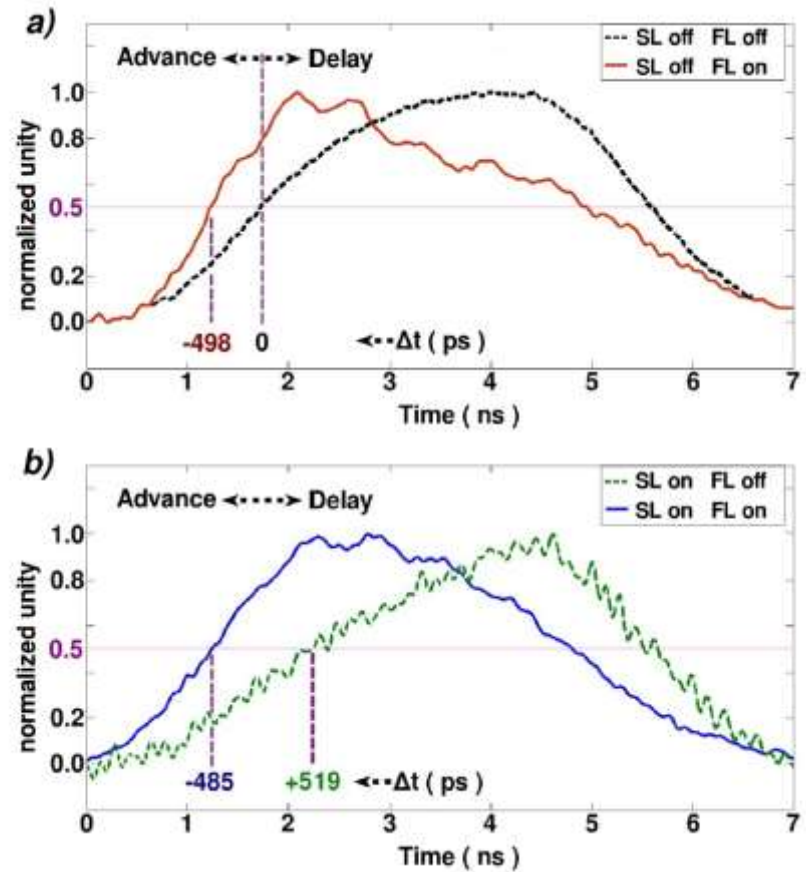 a)
SL off FL off
SL off FL on
Advance Delay
1.0
0.8
0.5
0.2
0.0
normalized unity
-498 0 Δt ( ps )
0 1 2 3 4 5 6 7
Time ( ns )
b)
SL on FL off
SL on FL on
Advance Delay
1.0
0.8
0.5
0.2
0.0
normalized unity
-485 +519 Δt ( ps )
0 1 2 3 4 5 6 7
Time ( ns )